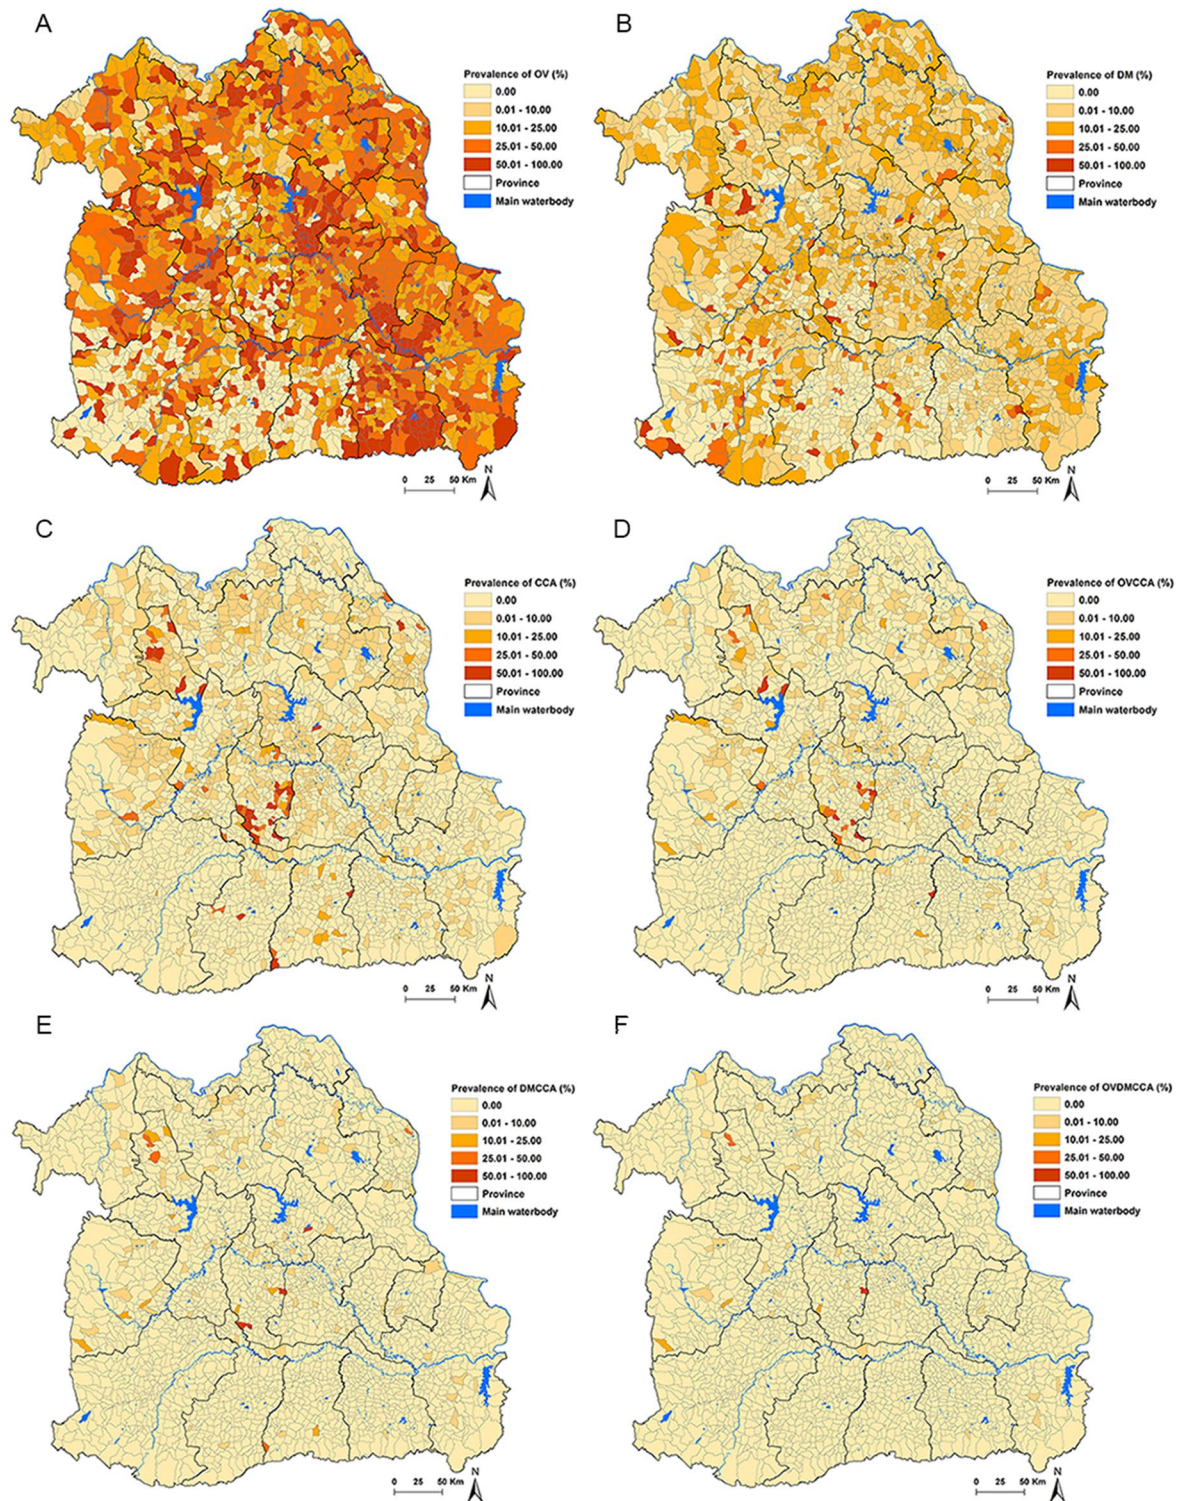 A
Prevalence of OV (%)
0.00
0.01 - 10.00
10.01 - 25.00
25.01 - 50.00
50.01 - 100.00
Province
Main waterbody
N
0 25 50 Km
B
Prevalence of DM (%)
0.00
0.01 - 10.00
10.01 - 25.00
25.01 - 50.00
50.01 - 100.00
Province
Main waterbody
N
0 25 50 Km
C
Prevalence of CCA (%)
0.00
0.01 - 10.00
10.01 - 25.00
25.01 - 50.00
50.01 - 100.00
Province
Main waterbody
N
0 25 50 Km
D
Prevalence of OVCCA (%)
0.00
0.01 - 10.00
10.01 - 25.00
25.01 - 50.00
50.01 - 100.00
Province
Main waterbody
N
0 25 50 Km
E
Prevalence of DMCCA (%)
0.00
0.01 - 10.00
10.01 - 25.00
25.01 - 50.00
50.01 - 100.00
Province
Main waterbody
N
0 25 50 Km
F
Prevalence of OVDMCCA (%)
0.00
0.01 - 10.00
10.01 - 25.00
25.01 - 50.00
50.01 - 100.00
Province
Main waterbody
N
0 25 50 Km